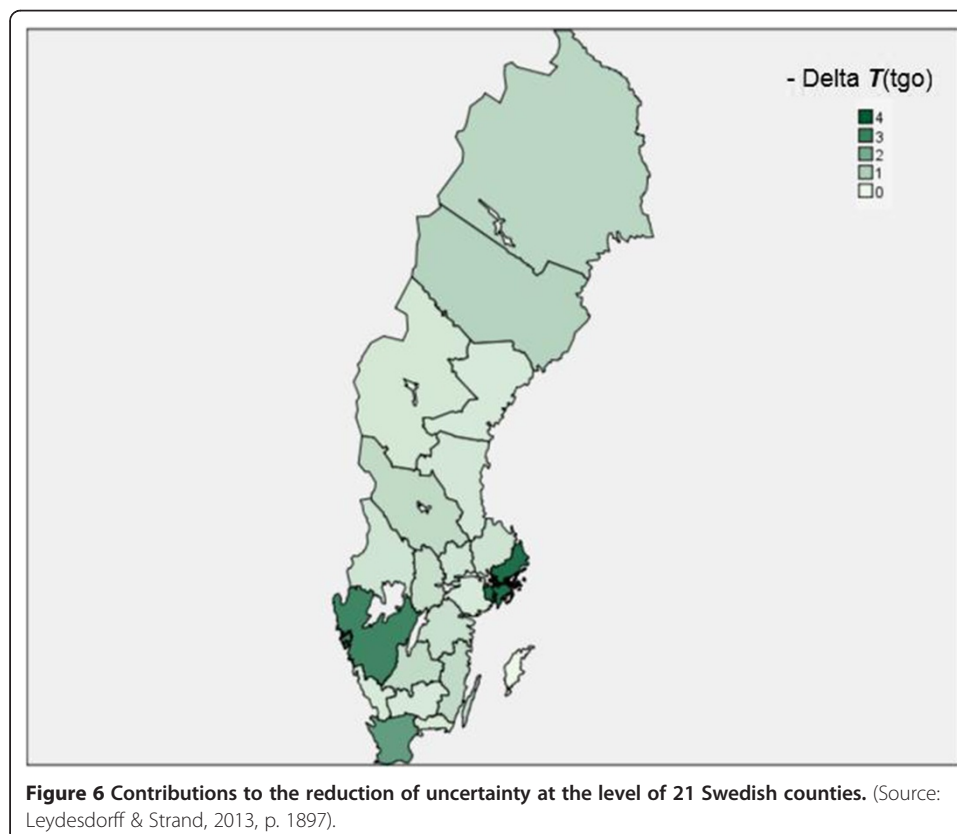 - Delta T(tgo)
4
3
2
1
0
Figure 6 Contributions to the reduction of uncertainty at the level of 21 Swedish counties. (Source:
Leydesdorff & Strand, 2013, p. 1897).